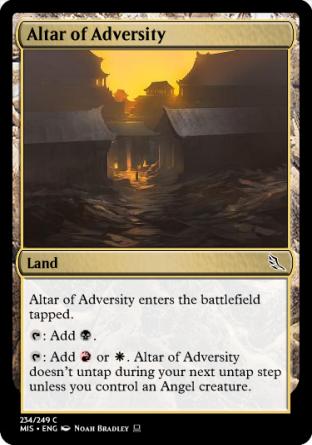 Altar of Adversity
Land
Altar of Adversity enters the battlefield
tapped.
: Add .
: Add or . Altar of Adversity
doesn't untap during your next untap step
unless you control an Angel creature.
234/249 C
MIS • ENG Noah Bradley